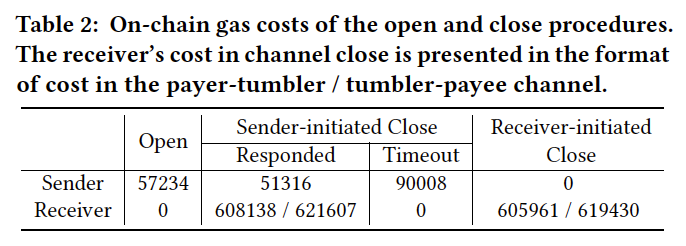 Table 2: On-chain gas costs of the open and close procedures.
The receiver's cost in channel close is presented in the format
of cost in the payer-tumbler / tumbler-payee channel.
Open Sender-initiated Close Receiver-initiated
Responded Timeout Close
Sender 57234 51316 90008 0
Receiver 0 608138 / 621607 0 605961 / 619430